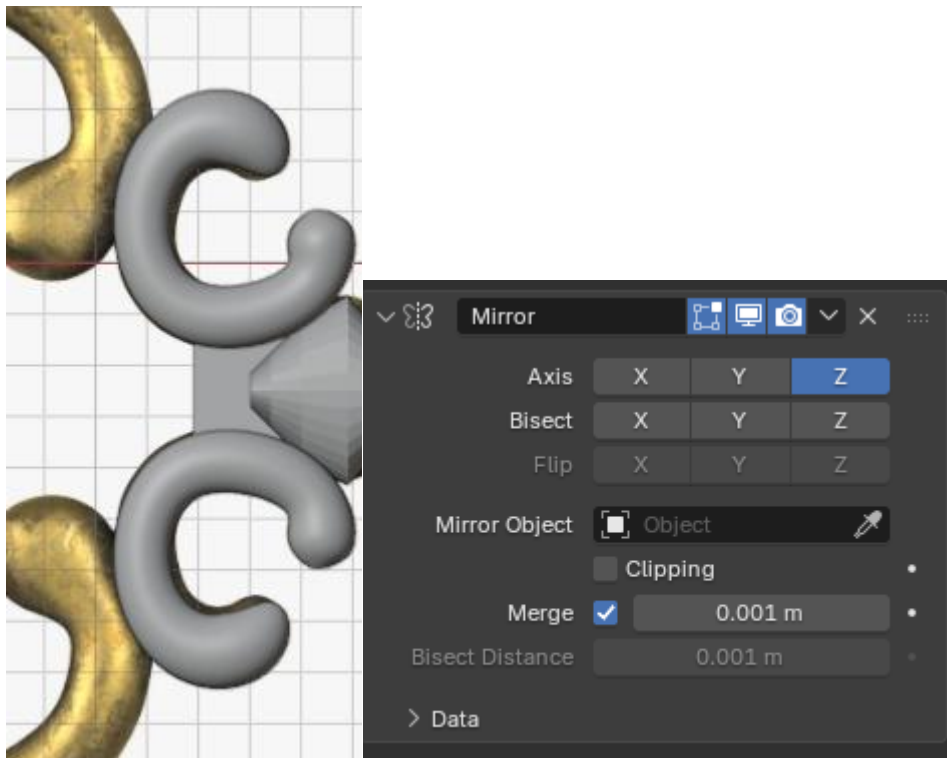 Mirror
Axis X Y Z
Bisect X Y Z
Flip X Y Z
Mirror Object Object
Clipping
Merge 0.001 m
Bisect Distance 0.001 m
Data